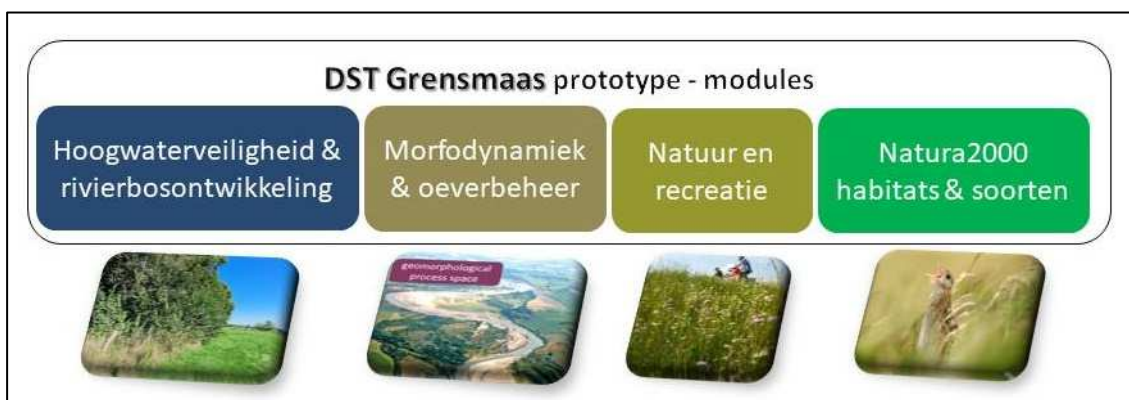 DST Grensmaas prototype - modules
Hoogwaterveiligheid &
rivierbosontwikkeling
Morfodynamiek
& oeverbeheer
Natuur en
recreatie
Natura2000
habitats & soorten
geomorphological
process space